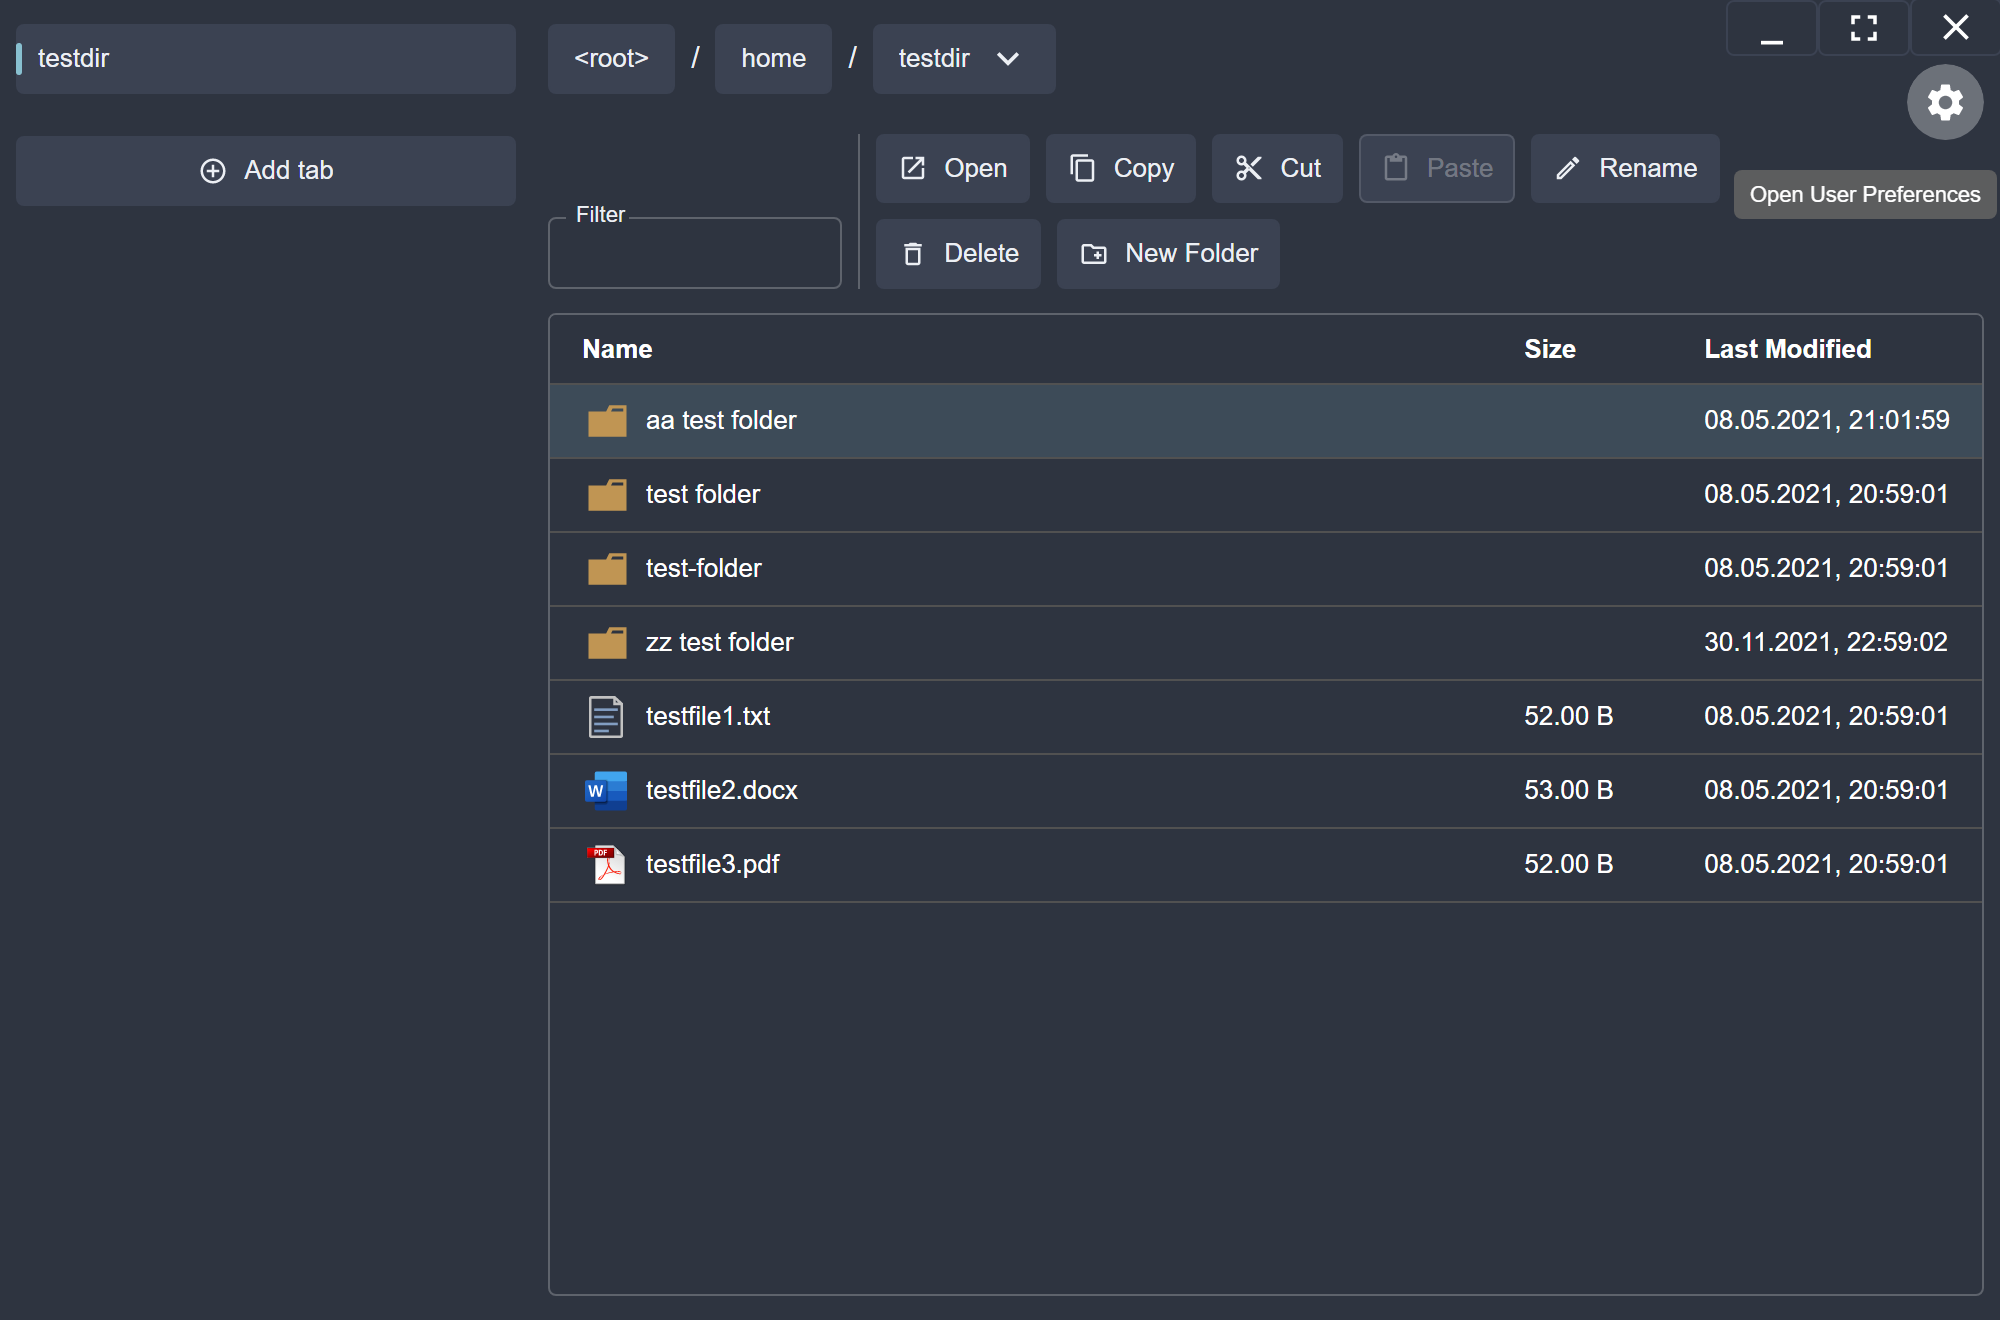 testdir
<root> / home / testdir
Add tab
Open Copy Cut Paste Rename
Open User Preferences
Filter
Delete New Folder
Name Size Last Modified
aa test folder 08.05.2021, 21:01:59
test folder 08.05.2021, 20:59:01
test-folder 08.05.2021, 20:59:01
zz test folder 30.11.2021, 22:59:02
testfile1.txt 52.00 B 08.05.2021, 20:59:01
W testfile2.docx 53.00 B 08.05.2021, 20:59:01
PDF testfile3.pdf 52.00 B 08.05.2021, 20:59:01